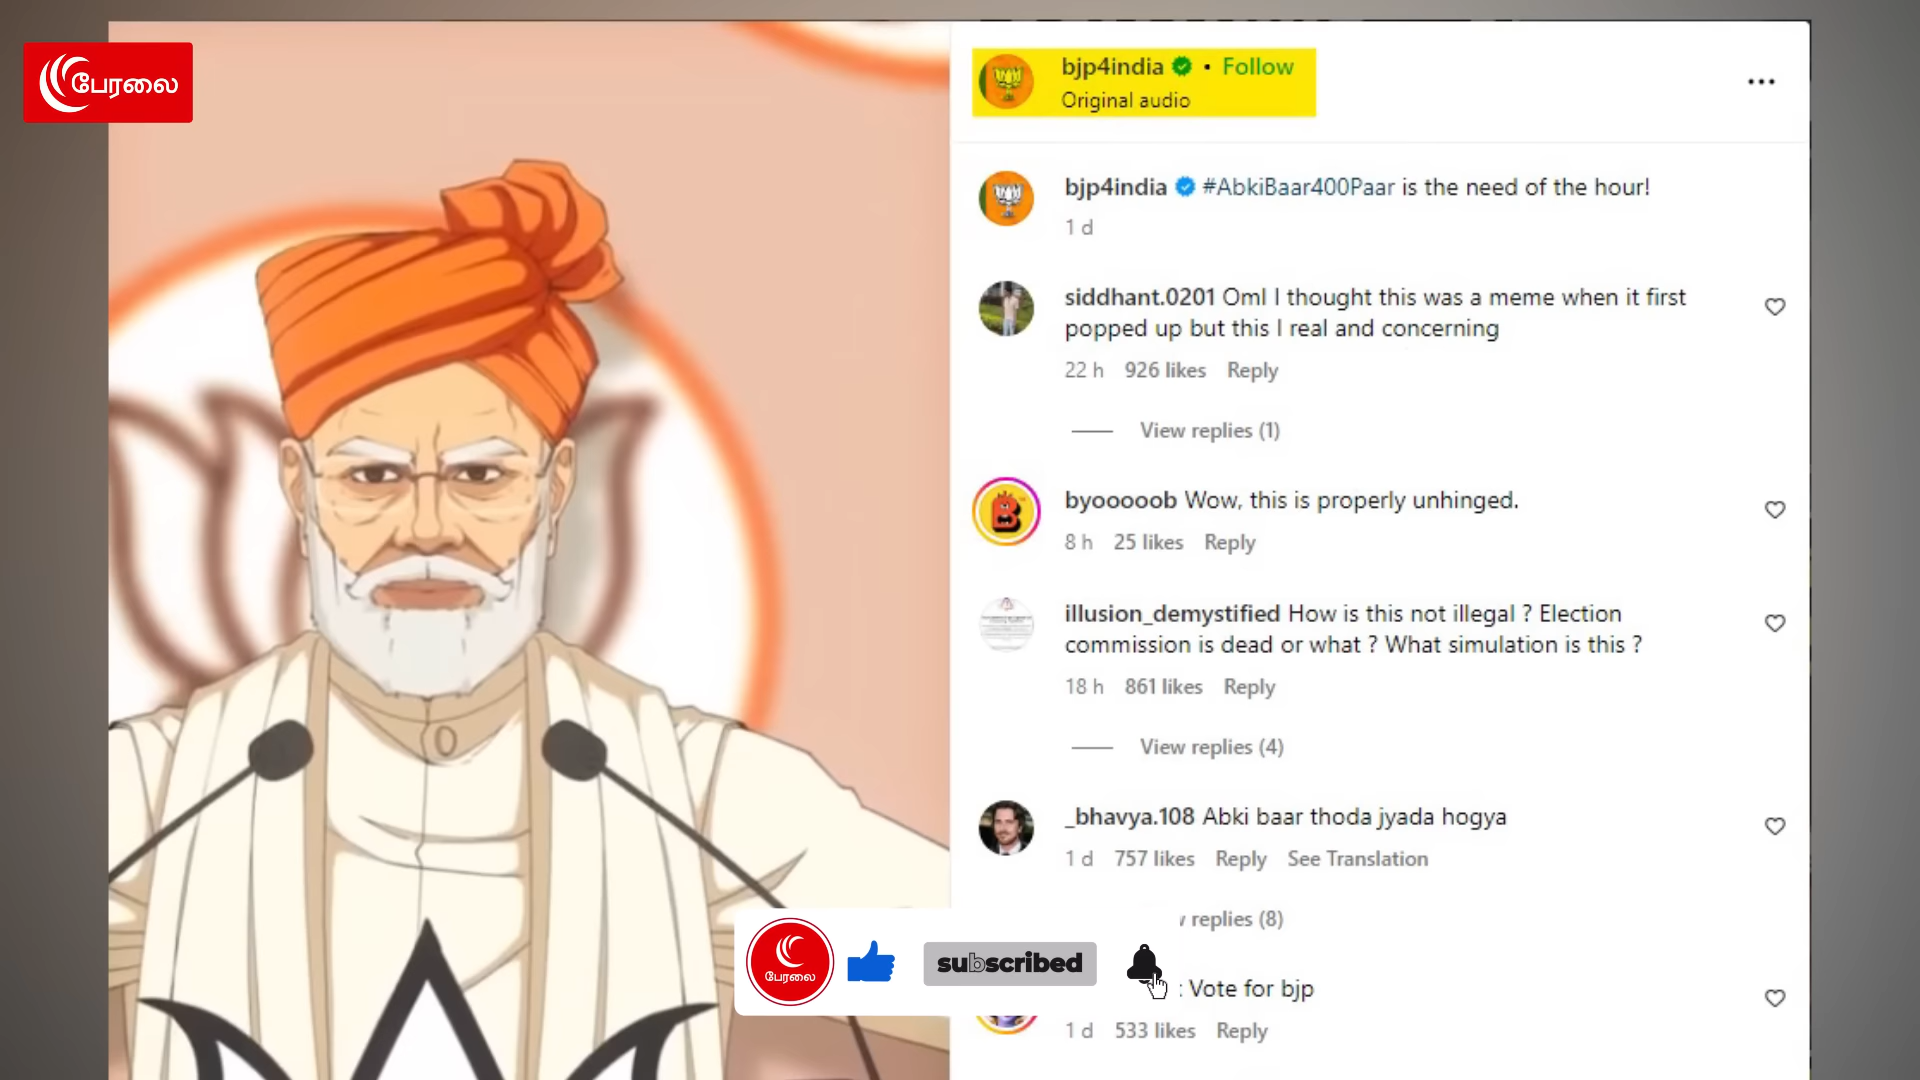 பேரலை
bjp4india • Follow
Original audio
bjp4india #AbkiBaar400Paar is the need of the hour!
1 d
siddhant.0201 Oml I thought this was a meme when it first
popped up but this I real and concerning
22 h 926 likes Reply
View replies (1)
byooooob Wow, this is properly unhinged.
8 h 25 likes Reply
illusion_demystified How is this not illegal ? Election
commission is dead or what ? What simulation is this ?
18 h 861 likes Reply
View replies (4)
_bhavya.108 Abki baar thoda jyada hogya
1 d 757 likes Reply See Translation
replies (8)
Vote for bjp
1 d 533 likes Reply
பேரலை
subscribed